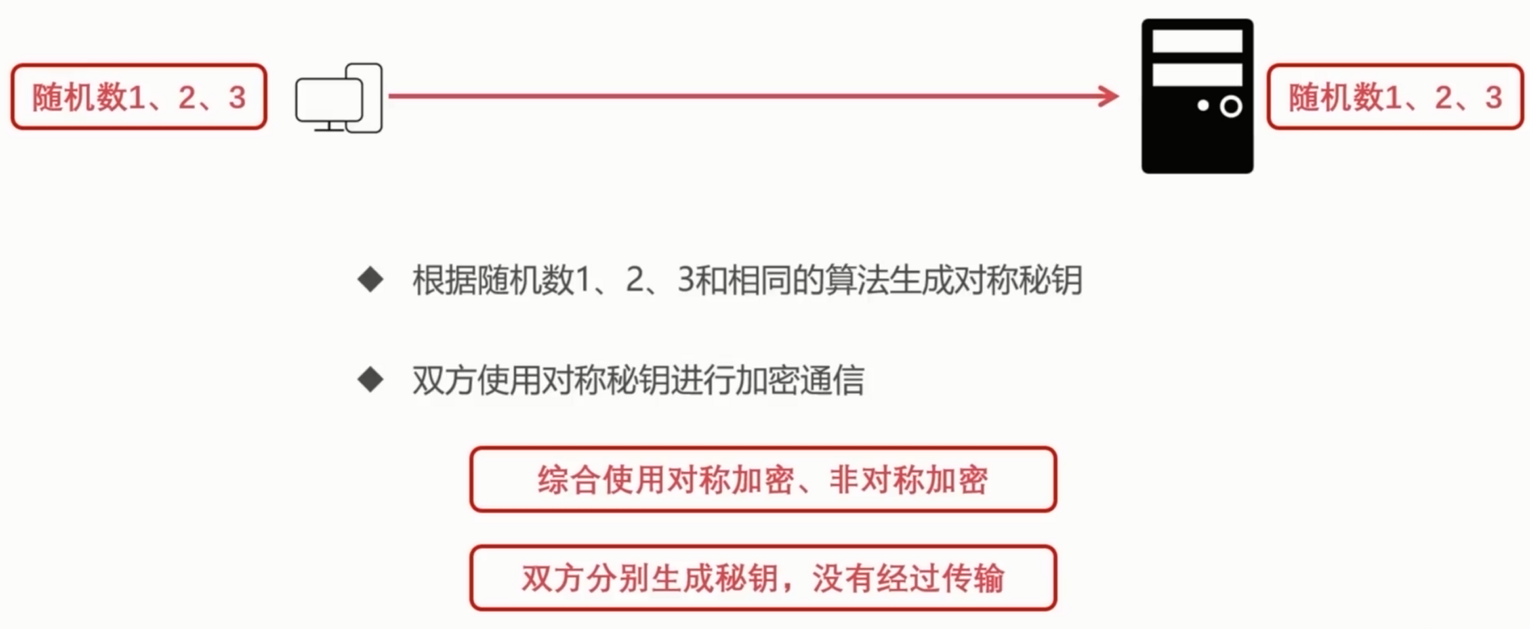 随机数1、2、3
随机数1、2、3
◆ 根据随机数1、2、3和相同的算法生成对称秘钥
◆ 双方使用对称秘钥进行加密通信
综合使用对称加密、非对称加密
双方分别生成秘钥，没有经过传输